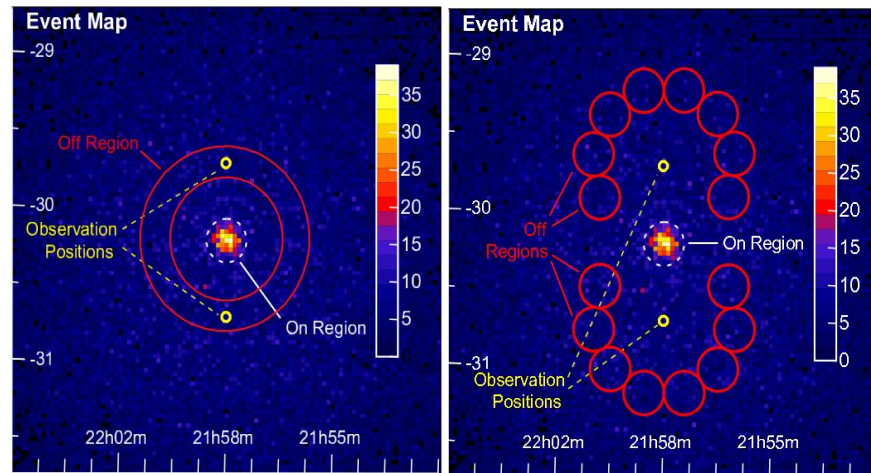 Event Map
-29
-30
-31
Off Region
Observation
Positions
On Region
35
30
25
20
15
10
5
22h02m
21h58m
21h55m
Event Map
-29
-30
-31
Off
Regions
On Region
Observation
Positions
35
30
25
20
15
10
5
0
22h02m
21h58m
21h55m